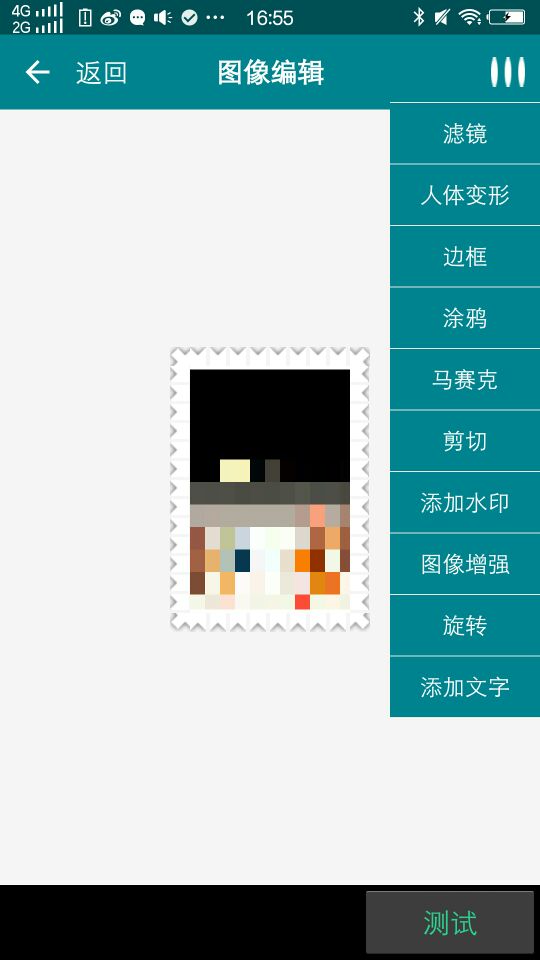 4G
2G
16:55
返回
图像编辑
滤镜
人体变形
边框
涂鸦
马赛克
剪切
添加水印
图像增强
旋转
添加文字
测试